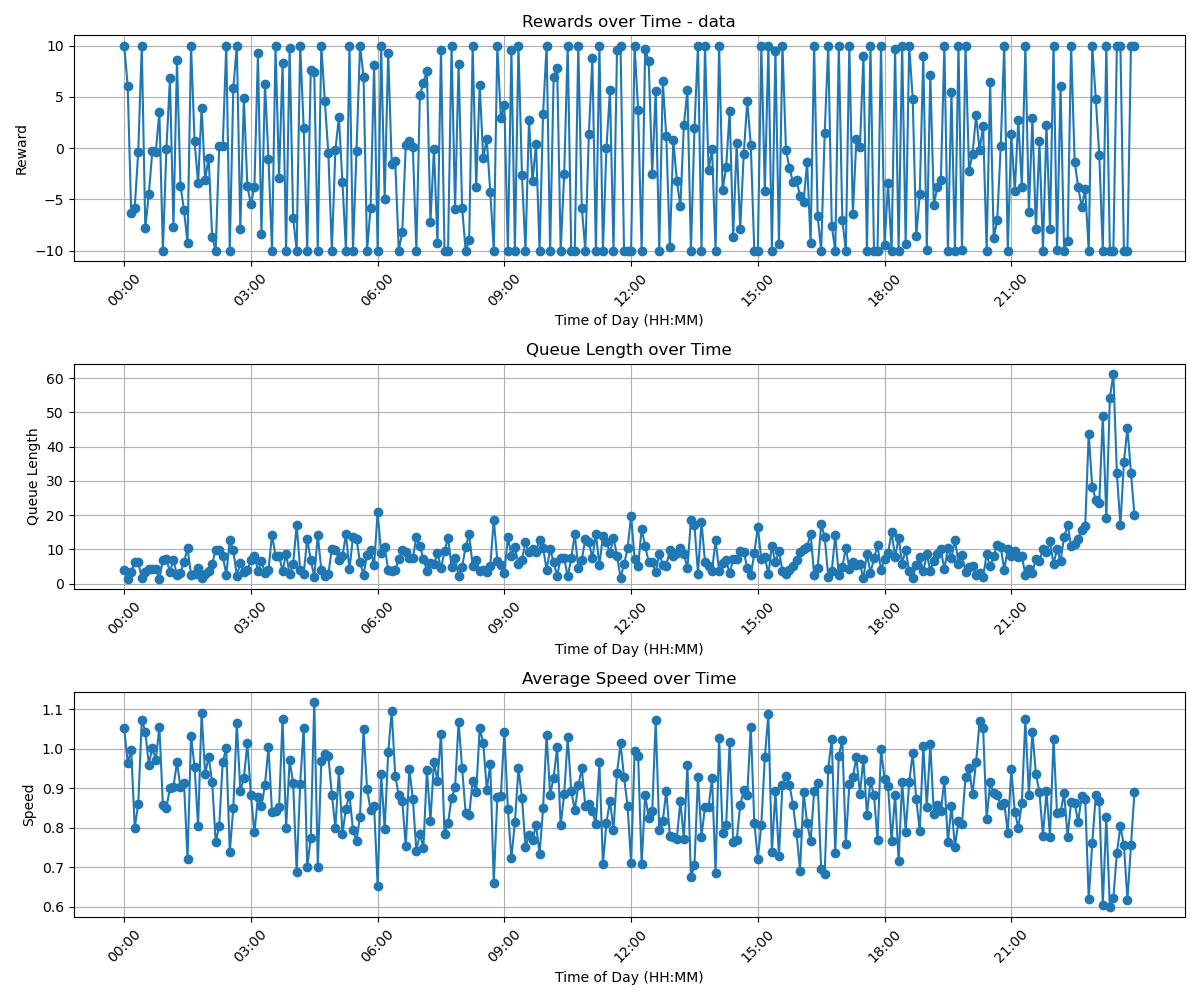 Rewards over Time - data
Reward
10
5
0
−5
−10
00:00 03:00 06:00 09:00 12:00 15:00 18:00 21:00
Time of Day (HH:MM)
Queue Length over Time
Queue Length
60
50
40
30
20
10
0
00:00 03:00 06:00 09:00 12:00 15:00 18:00 21:00
Time of Day (HH:MM)
Average Speed over Time
Speed
1.1
1.0
0.9
0.8
0.7
0.6
00:00 03:00 06:00 09:00 12:00 15:00 18:00 21:00
Time of Day (HH:MM)